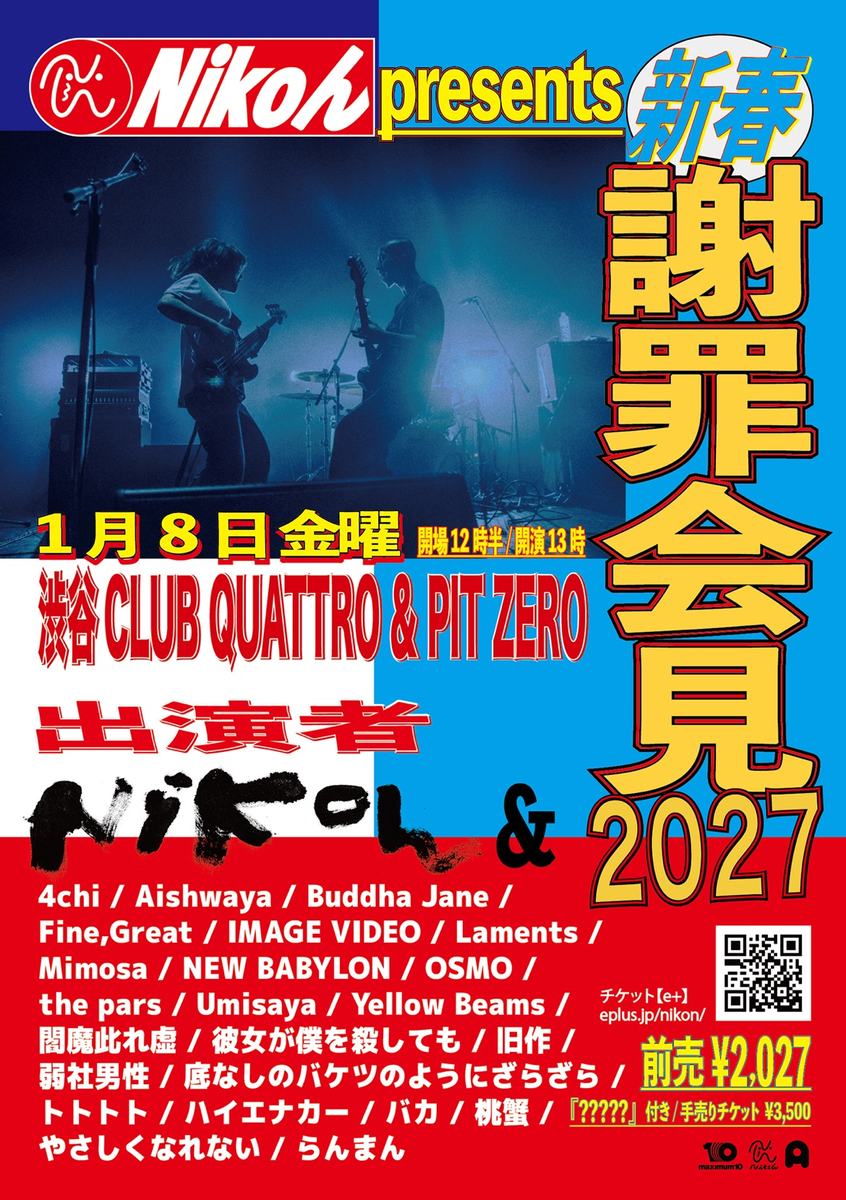 Nikoん presents 新春
謝罪会見
2027
1月8日金曜 開場12時半/開演13時
渋谷 CLUB QUATTRO & PIT ZERO
出演者
Nikoん &
4chi / Aishwaya / Buddha Jane /
Fine,Great / IMAGE VIDEO / Laments /
Mimosa / NEW BABYLON / OSMO /
the pars / Umisaya / Yellow Beams /
閻魔此れ虚 / 彼女が僕を殺しても / 旧作 /
弱社男性 / 底なしのバケツのようにざらざら /
トトトト / ハイエナカー / バカ / 桃蟹 /
やさしくなれない / らんまん
チケット【e+】
eplus.jp/nikon/
前売 ¥2,027
『?????』付き/手売りチケット ¥3,500
maximum10